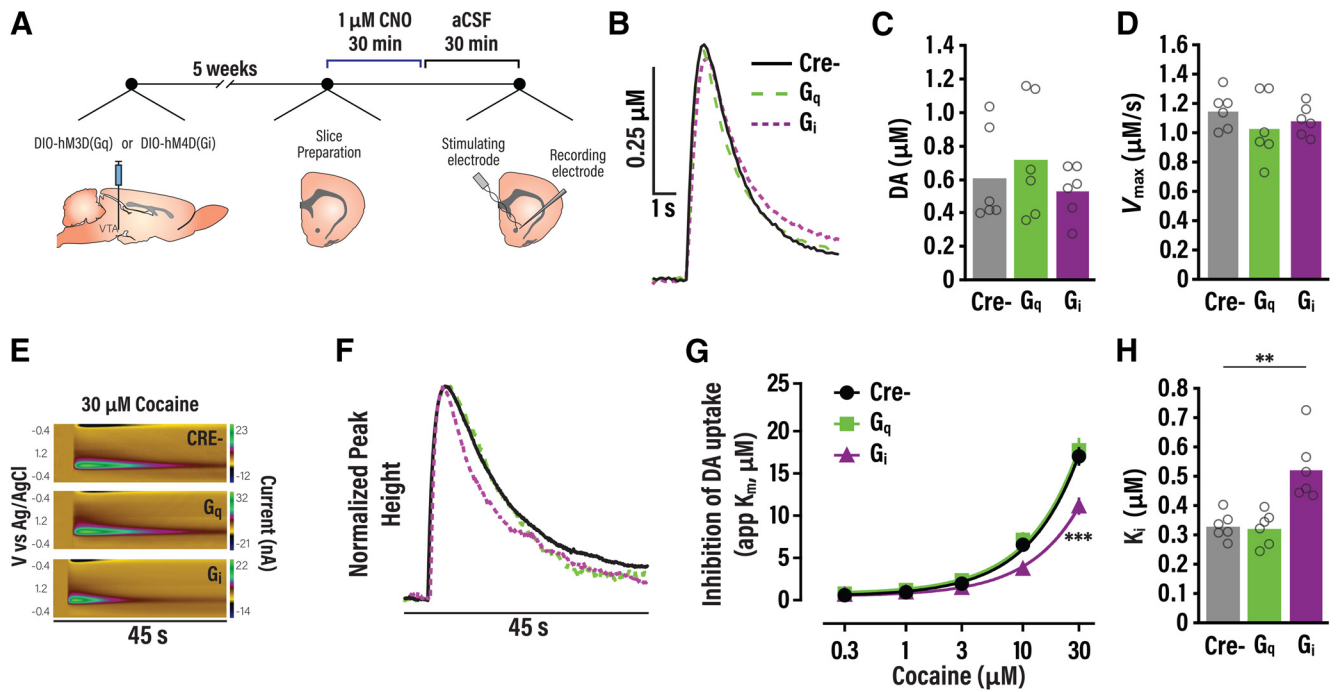 A
1 µM CNO
30 min
aCSF
30 min
5 weeks
DIO-hM3D(Gq) or DIO-hM4D(Gi)
VTA
Slice
Preparation
Stimulating
electrode
Recording
electrode
B
0.25 µM
1 s
Cre-
Gq
Gi
C
DA (µM)
1.4
1.2
1.0
0.8
0.6
0.4
0.2
0
Cre- Gq Gi
D
Vmax (µM/s)
1.6
1.4
1.2
1.0
0.8
0.6
0.4
0.2
0
Cre- Gq Gi
E
30 µM Cocaine
V vs Ag/AgCl
-0.4
1.2
-0.4
CRE-
23
-12
-0.4
1.2
-0.4
Gq
32
-21
-0.4
1.2
-0.4
Gi
22
-14
Current (nA)
45 s
F
Normalized Peak
Height
45 s
G
Inhibition of DA uptake
(app Km, µM)
25
20
15
10
5
0
Cre-
Gq
Gi
***
0.3 1 3 10 30
Cocaine (µM)
H
**
Ki (µM)
0.8
0.7
0.6
0.5
0.4
0.3
0.2
0.1
0
Cre- Gq Gi